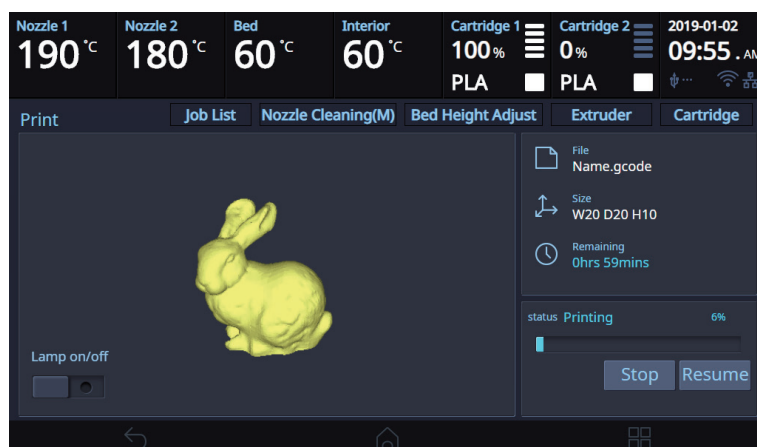 Nozzle 1
190 °C
Nozzle 2
180 °C
Bed
60 °C
Interior
60 °C
Cartridge 1
100 %
PLA
Cartridge 2
0 %
PLA
2019-01-02
09:55 . AM
Print
Job List
Nozzle Cleaning(M)
Bed Height Adjust
Extruder
Cartridge
File
Name.gcode
Size
W20 D20 H10
Remaining
0hrs 59mins
status Printing 6%
Lamp on/off
Stop
Resume